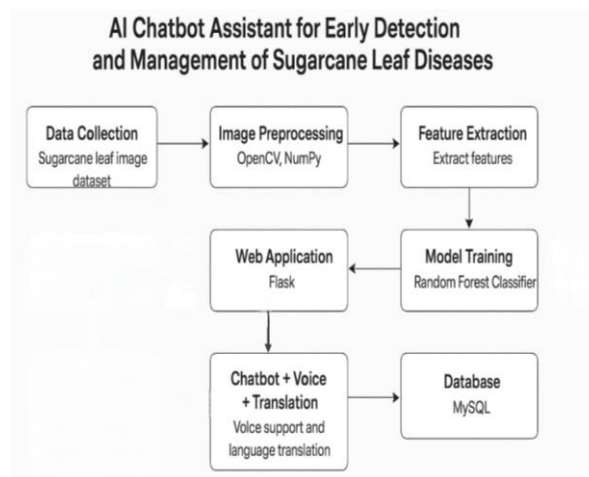 AI Chatbot Assistant for Early Detection
and Management of Sugarcane Leaf Diseases
Data Collection
Sugarcane leaf image
dataset
Image Preprocessing
OpenCV, NumPy
Feature Extraction
Extract features
Model Training
Random Forest Classifier
Web Application
Flask
Chatbot + Voice
+ Translation
Voice support and
language translation
Database
MySQL